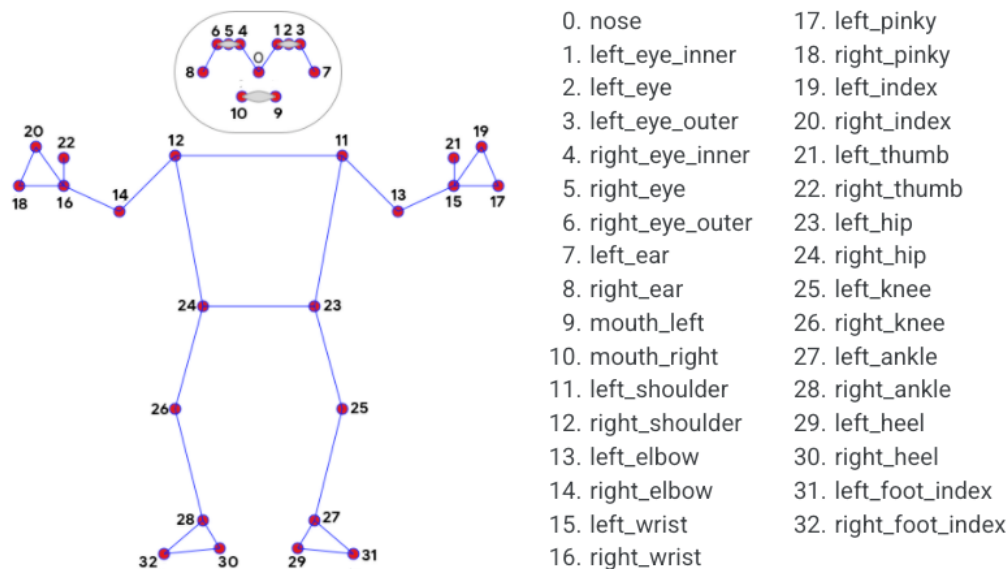 6 5 4 1 2 3
0
8 7
10 9
20 22 12 11 21 19
18 16 14 13 15 17
24 23
26 25
28 27
32 30 29 31
0. nose
1. left_eye_inner
2. left_eye
3. left_eye_outer
4. right_eye_inner
5. right_eye
6. right_eye_outer
7. left_ear
8. right_ear
9. mouth_left
10. mouth_right
11. left_shoulder
12. right_shoulder
13. left_elbow
14. right_elbow
15. left_wrist
16. right_wrist
17. left_pinky
18. right_pinky
19. left_index
20. right_index
21. left_thumb
22. right_thumb
23. left_hip
24. right_hip
25. left_knee
26. right_knee
27. left_ankle
28. right_ankle
29. left_heel
30. right_heel
31. left_foot_index
32. right_foot_index